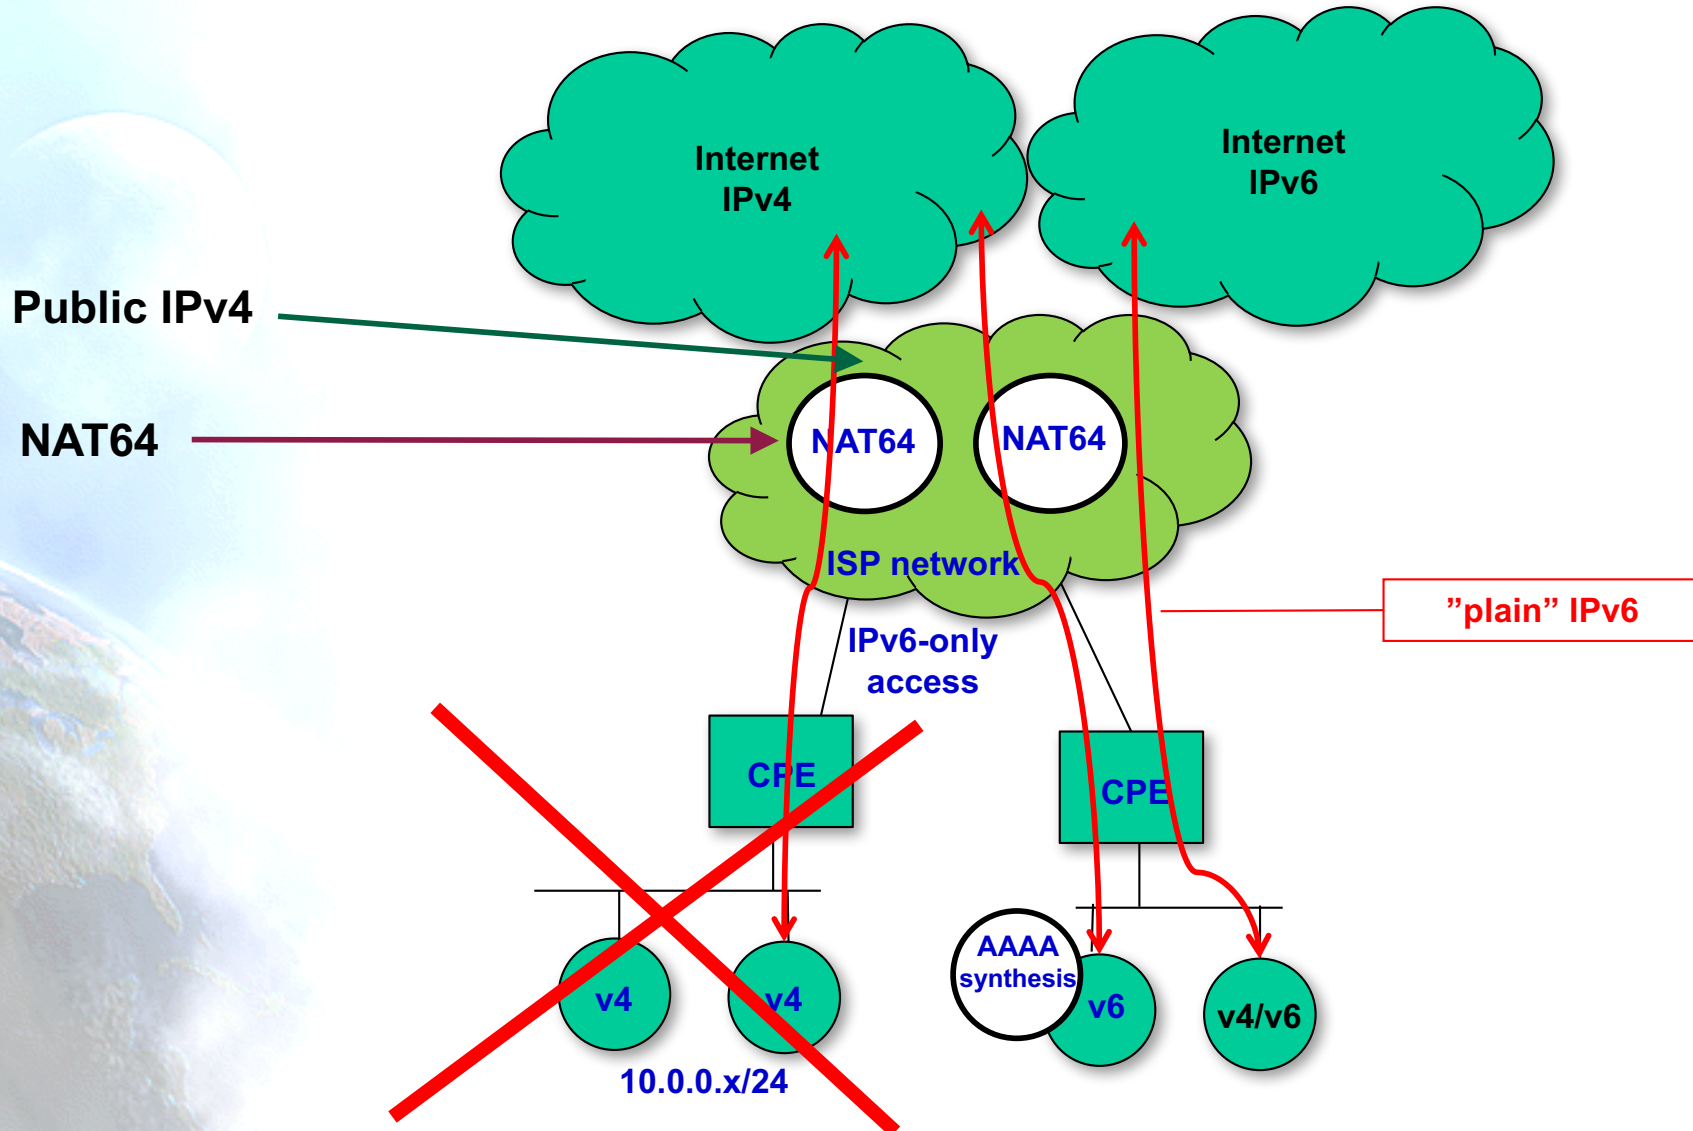 Internet
IPv4
Internet
IPv6
Public IPv4
NAT64
NAT64
NAT64
ISP network
IPv6-only
access
”plain” IPv6
CPE
CPE
AAAA
synthesis
v4
v4
v6
v4/v6
10.0.0.x/24